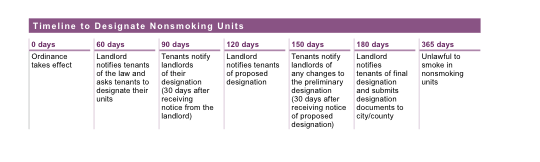 Timeline to Designate Nonsmoking Units
0 days
Ordinance
takes effect
60 days
Landlord
notifies tenants
of the law and
asks tenants to
designate their
units
90 days
Tenants notify
landlords
of their
designation
(30 days after
receiving
notice from the
landlord)
120 days
Landlord
notifies tenants
of proposed
designation
150 days
Tenants notify
landlords of
any changes to
the preliminary
designation
(30 days after
receiving notice
of proposed
designation)
180 days
Landlord
notifies
tenants of final
designation
and submits
designation
documents to
city/county
365 days
Unlawful to
smoke in
nonsmoking
units